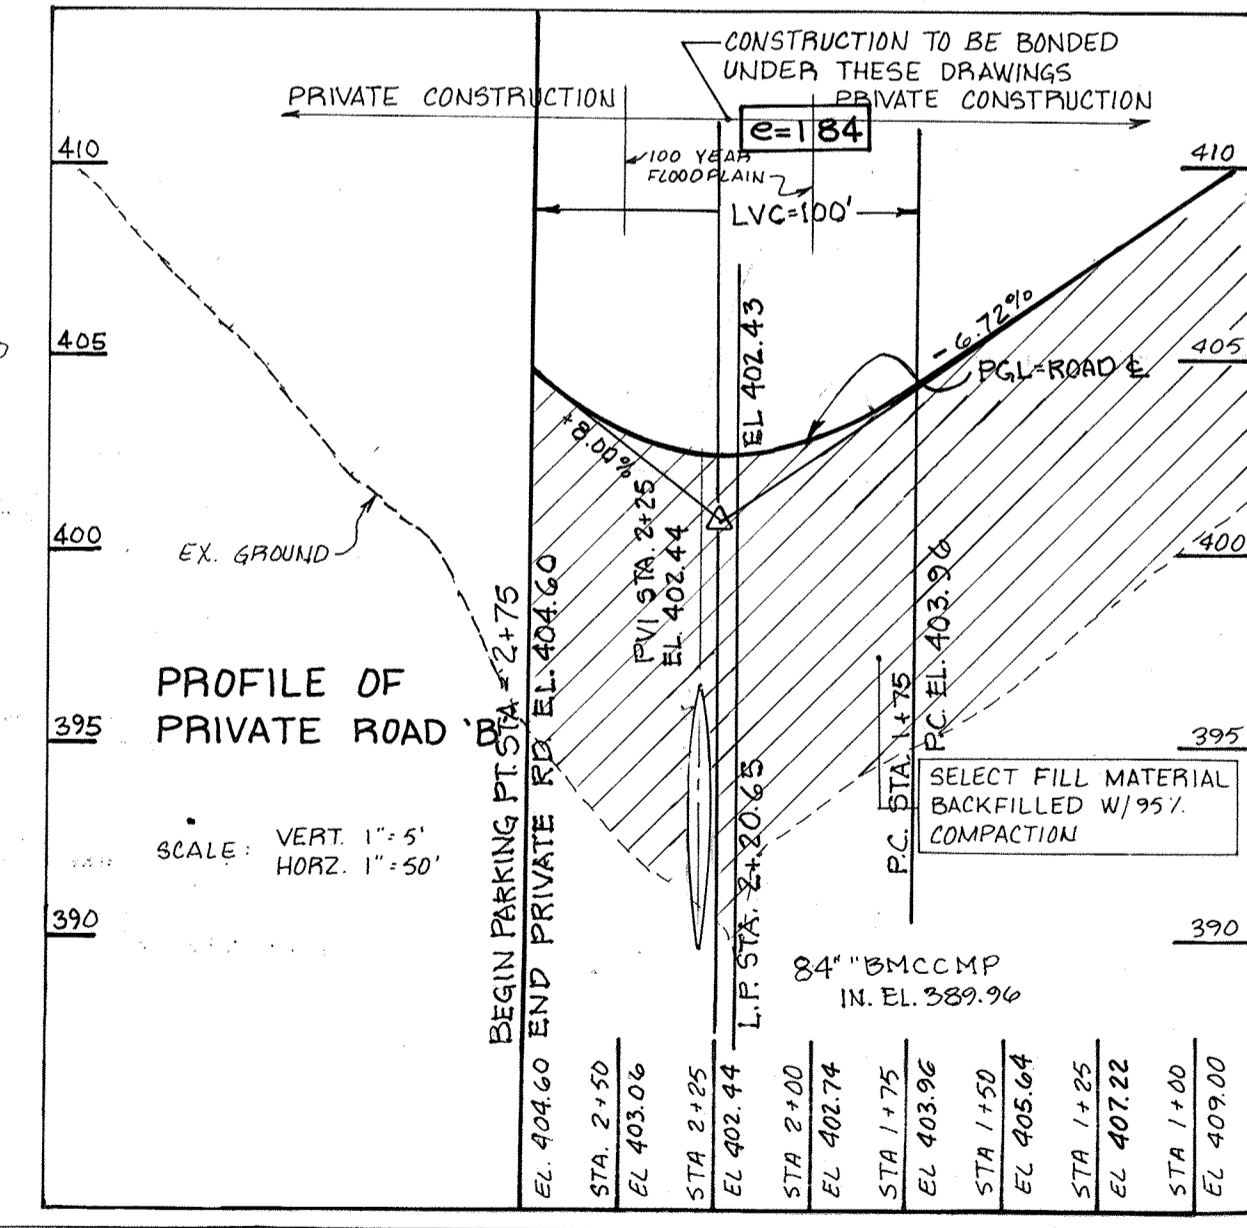 CONSTRUCTION TO BE BONDED
UNDER THESE DRAWINGS
PRIVATE CONSTRUCTION
PRIVATE CONSTRUCTION
e=1.84
410
410
100 YEAR
FLOODPLAIN
LVC=100'
405
405
EL 402.43
- 6.72%
PGL=ROAD ℄
+8.00%
400
400
EX. GROUND
PVI STA. 2+25
EL. 402.44
PROFILE OF
PRIVATE ROAD 'B'
395
395
SCALE: VERT. 1"=5'
HORZ. 1"=50'
BEGIN PARKING PT. STA = 2+75
END PRIVATE RD. EL. 404.60
L.P. STA. 2+20.65
P.C. STA. 1+75
P.C. EL. 403.96
SELECT FILL MATERIAL
BACKFILLED W/95%
COMPACTION
390
390
84" "BMCCMP
IN. EL. 389.96
EL. 404.60
STA. 2+50
EL 403.06
STA 2+25
EL 402.44
STA 2+00
EL 402.74
STA 1+75
EL 403.96
STA 1+50
EL 405.64
STA 1+25
EL 407.22
STA 1+00
EL 409.00